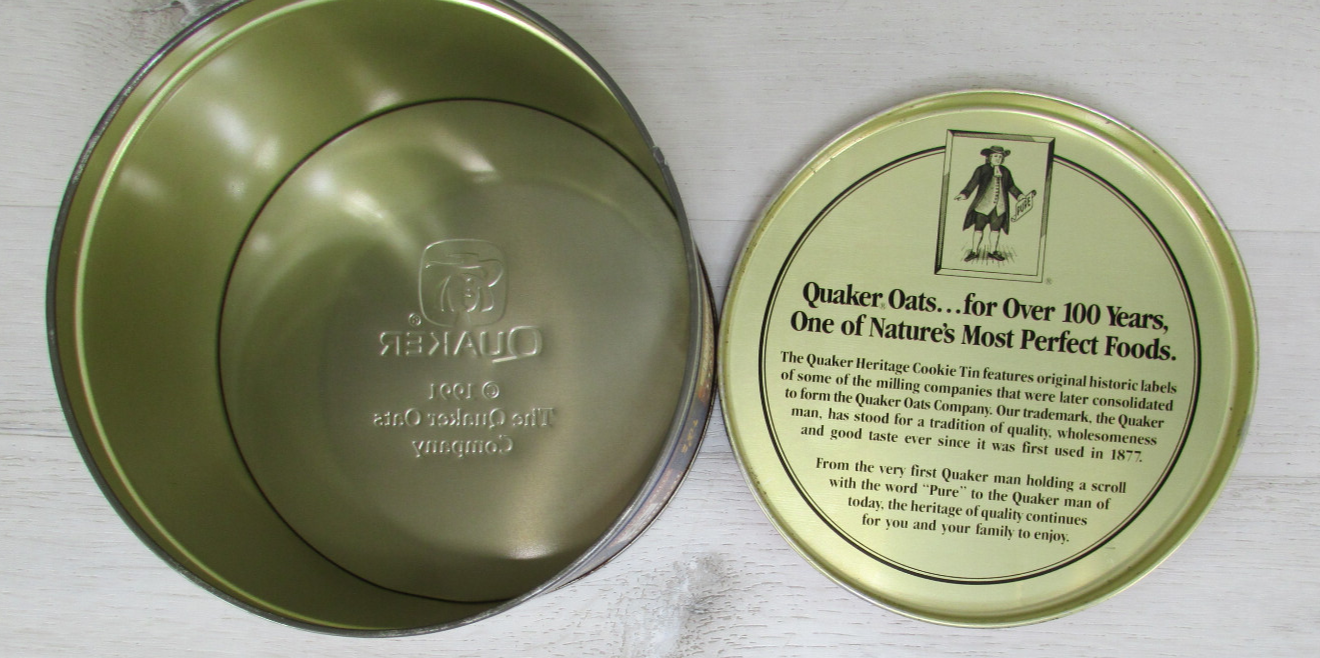 QUAKER®
© 1991
The Quaker Oats
Company
PURE
®
Quaker Oats...for Over 100 Years,
One of Nature's Most Perfect Foods.
The Quaker Heritage Cookie Tin features original historic labels
of some of the milling companies that were later consolidated
to form the Quaker Oats Company. Our trademark, the Quaker
man, has stood for a tradition of quality, wholesomeness
and good taste ever since it was first used in 1877.
From the very first Quaker man holding a scroll
with the word “Pure” to the Quaker man of
today, the heritage of quality continues
for you and your family to enjoy.